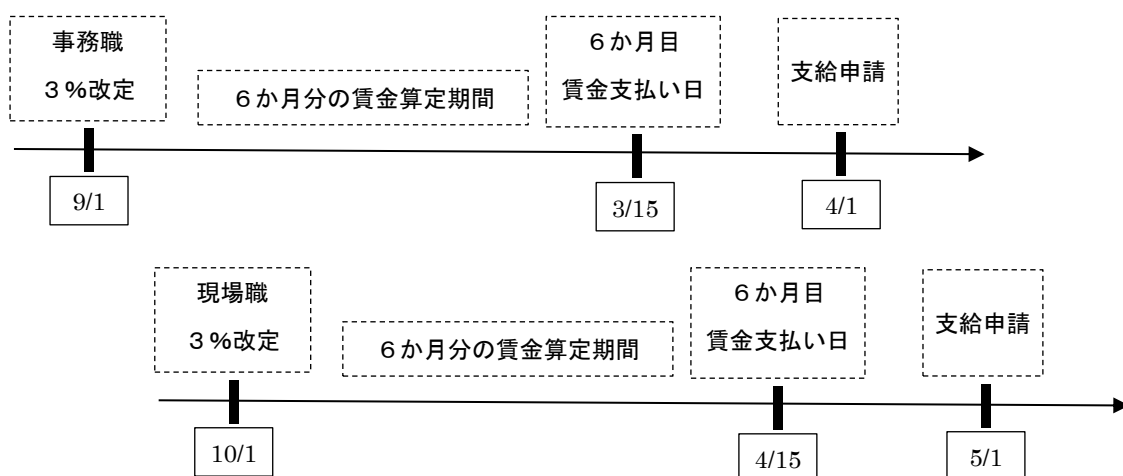 事務職
３％改定
６か月分の賃金算定期間
６か月目
賃金支払い日
支給申請
9/1
3/15
4/1
現場職
３％改定
６か月分の賃金算定期間
６か月目
賃金支払い日
支給申請
10/1
4/15
5/1